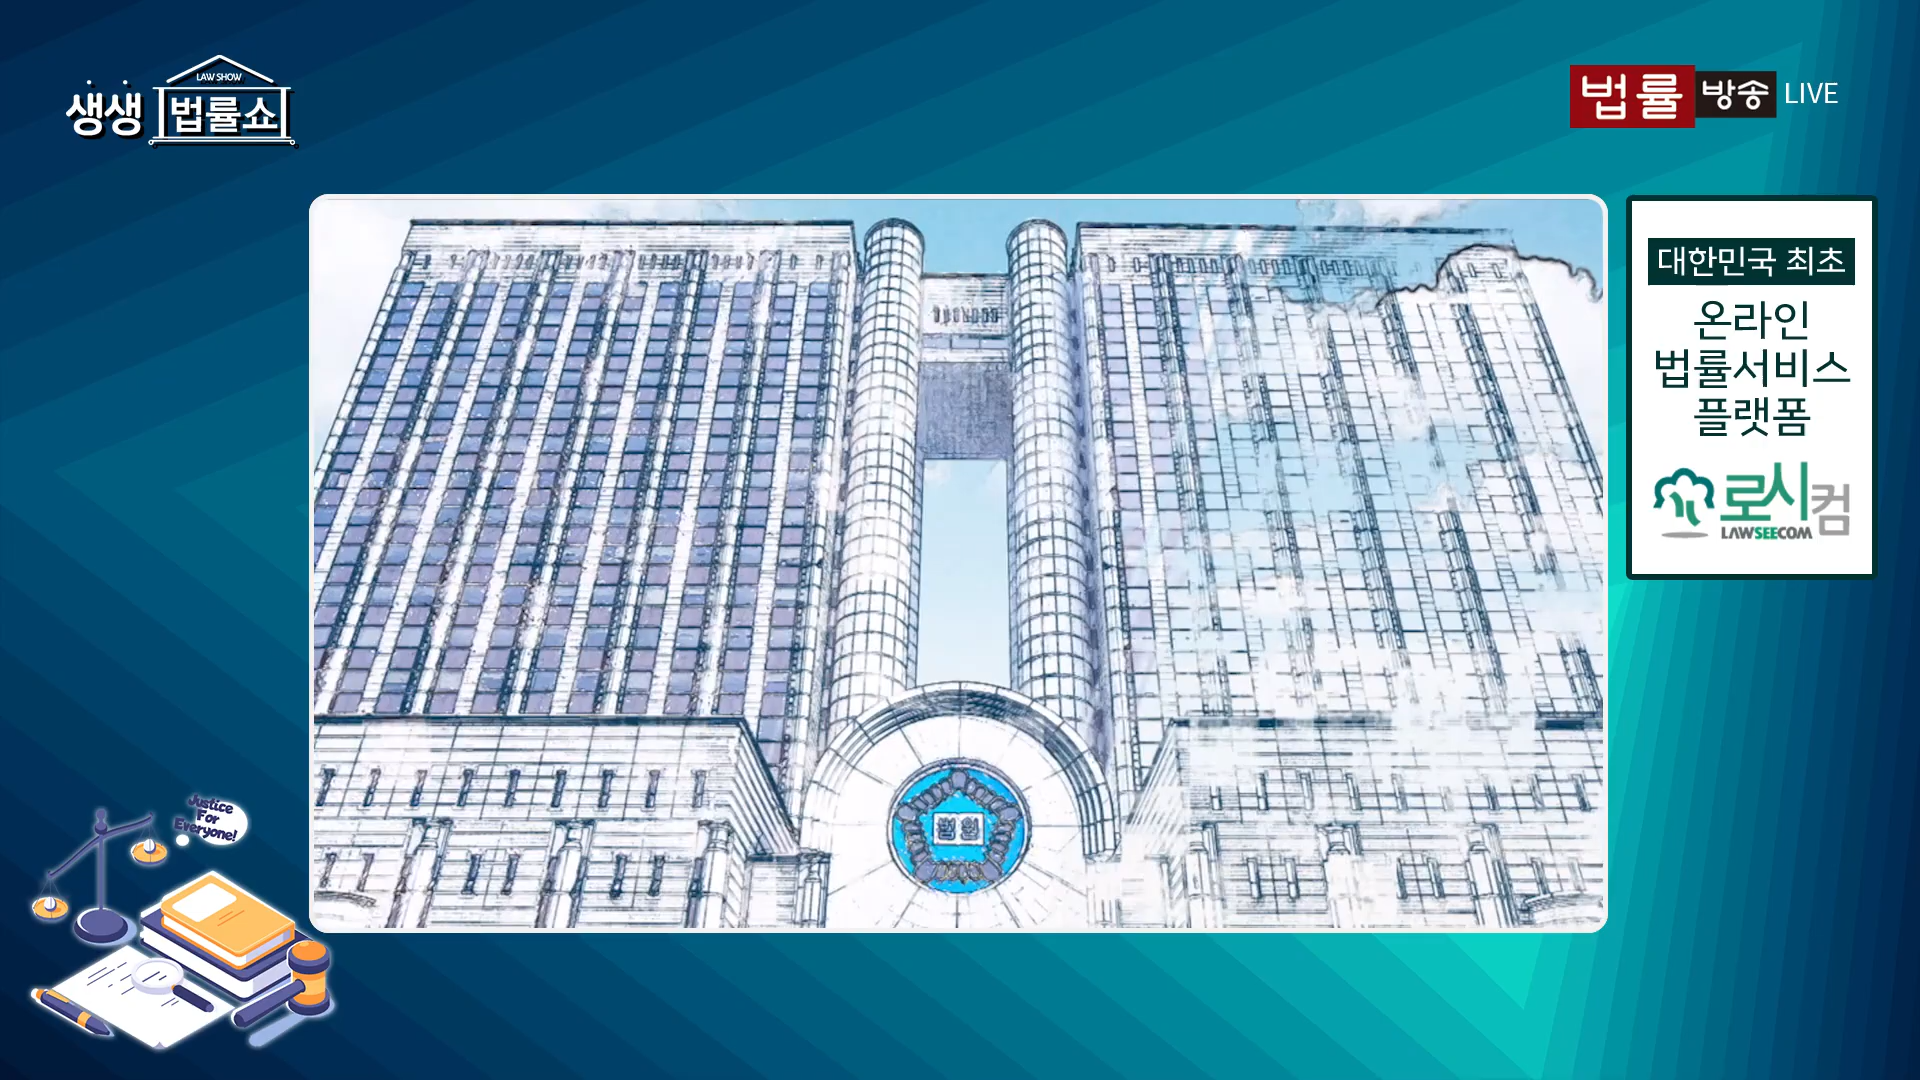 LAW SHOW
생생 법률쇼
법률방송 LIVE
대한민국 최초
온라인
법률서비스
플랫폼
로시컴
LAWSEECOM
법원
Justice
For
Everyone!